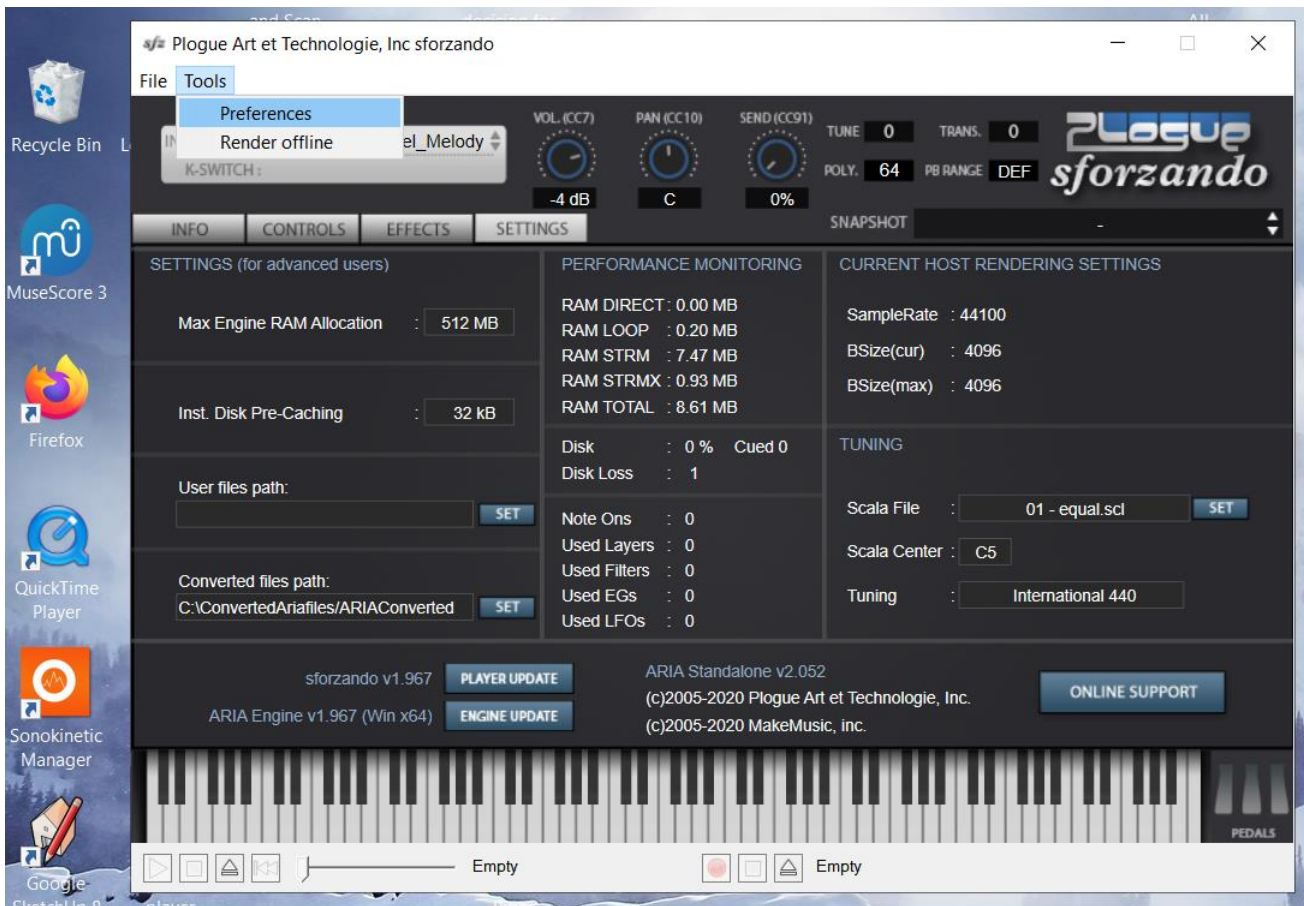 and Scan
All
sfz Plogue Art et Technologie, Inc sforzando
File Tools
Preferences
Render offline
el_Melody
K-SWITCH :
VOL. (CC7) PAN (CC10) SEND (CC91)
-4 dB C 0%
TUNE 0 TRANS. 0
POLY. 64 PB RANGE DEF
Plogue
sforzando
SNAPSHOT -
INFO CONTROLS EFFECTS SETTINGS
SETTINGS (for advanced users)
Max Engine RAM Allocation : 512 MB
Inst. Disk Pre-Caching : 32 kB
User files path:
SET
Converted files path:
C:\ConvertedAriafiles/ARIAConverted SET
PERFORMANCE MONITORING
RAM DIRECT : 0.00 MB
RAM LOOP : 0.20 MB
RAM STRM : 7.47 MB
RAM STRMX : 0.93 MB
RAM TOTAL : 8.61 MB
Disk : 0 % Cued 0
Disk Loss : 1
Note Ons : 0
Used Layers : 0
Used Filters : 0
Used EGs : 0
Used LFOs : 0
CURRENT HOST RENDERING SETTINGS
SampleRate : 44100
BSize(cur) : 4096
BSize(max) : 4096
TUNING
Scala File : 01 - equal.scl SET
Scala Center : C5
Tuning : International 440
sforzando v1.967 PLAYER UPDATE
ARIA Engine v1.967 (Win x64) ENGINE UPDATE
ARIA Standalone v2.052
(c)2005-2020 Plogue Art et Technologie, Inc.
(c)2005-2020 MakeMusic, inc.
ONLINE SUPPORT
PEDALS
Empty
Empty
Recycle Bin
MuseScore 3
Firefox
QuickTime
Player
Sonokinetic
Manager
Google